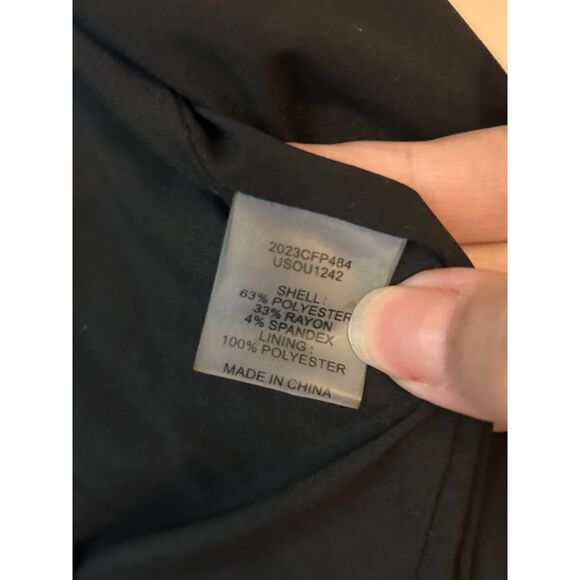 2023CFP484
USOU1242
SHELL:
63% POLYESTER
33% RAYON
4% SPANDEX
LINING:
100% POLYESTER
MADE IN CHINA